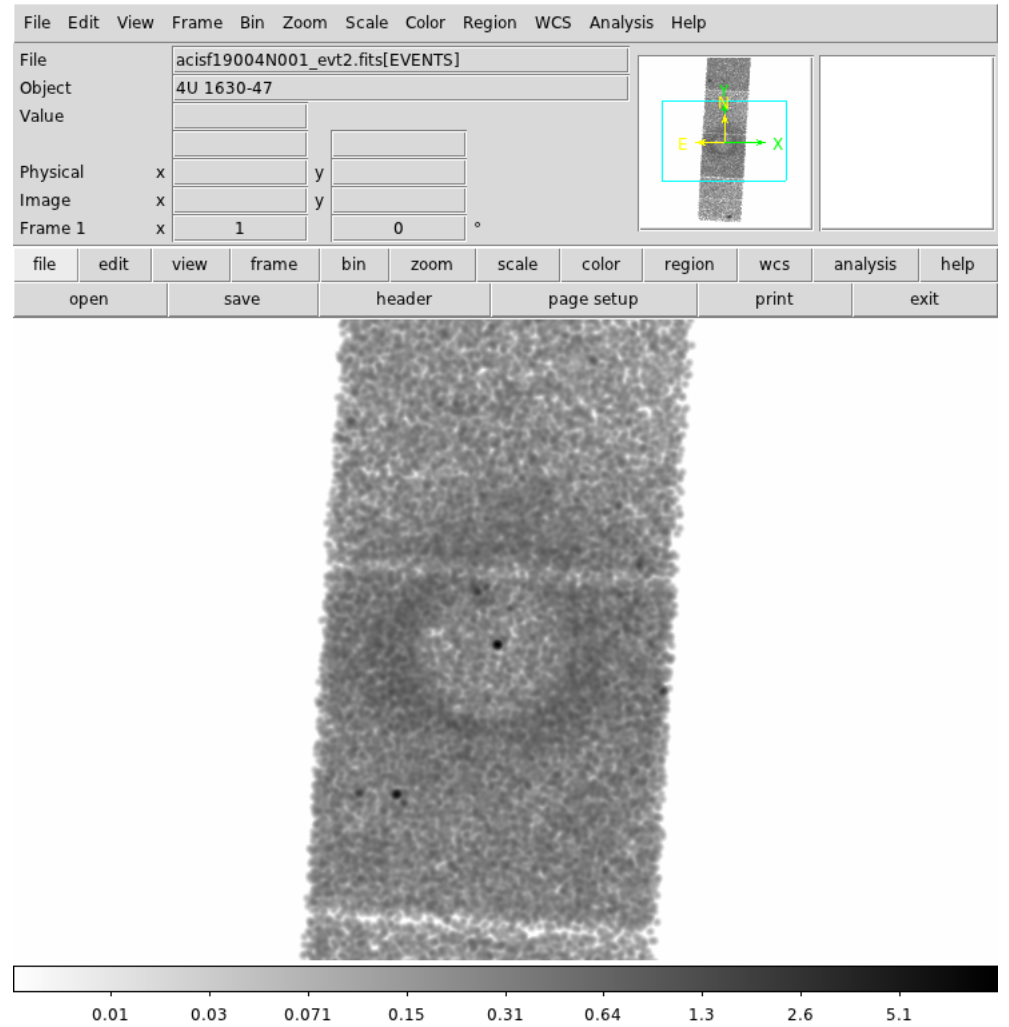 File Edit View Frame Bin Zoom Scale Color Region WCS Analysis Help
File acisf19004N001_evt2.fits[EVENTS]
Object 4U 1630-47
Value
Physical x y
Image x y
Frame 1 x 1 0 °
Y
N
E X
file edit view frame bin zoom scale color region wcs analysis help
open save header page setup print exit
0.01 0.03 0.071 0.15 0.31 0.64 1.3 2.6 5.1